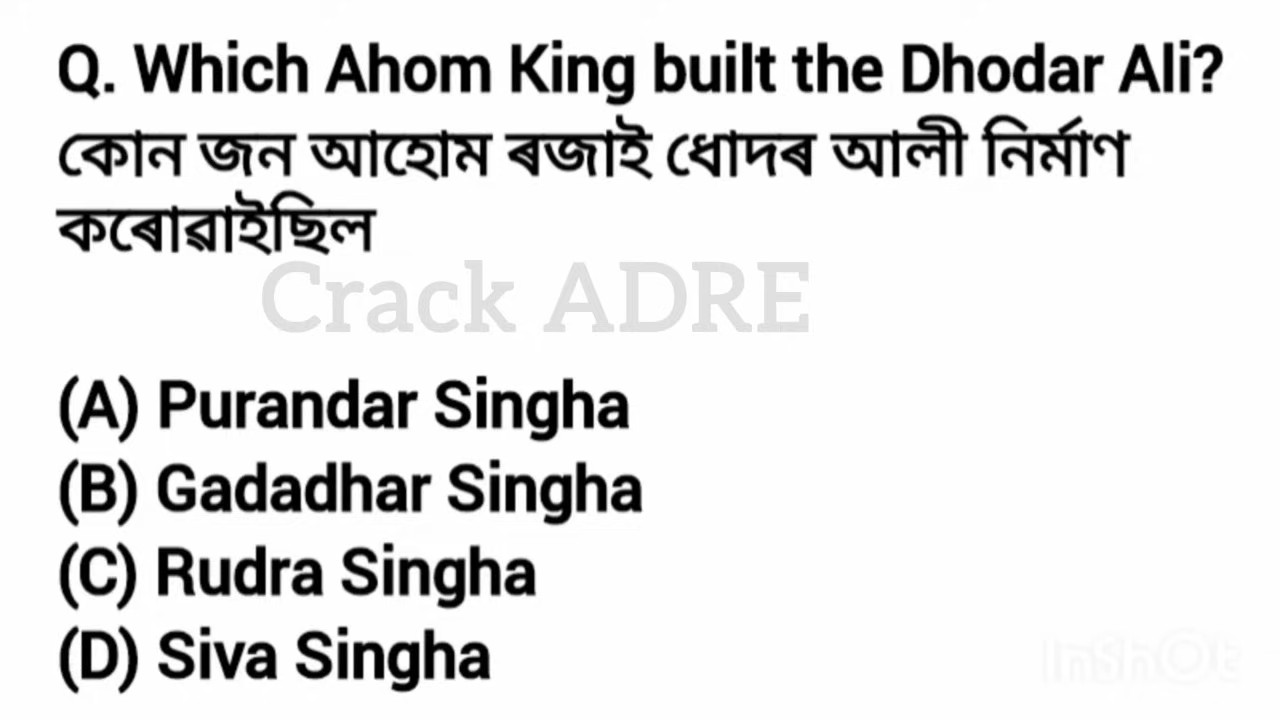 Q. Which Ahom King built the Dhodar Ali?
কোন জন আহোম ৰজাই ধোদৰ আলী নিৰ্মাণ
কৰোৱাইছিল
Crack ADRE
(A) Purandar Singha
(B) Gadadhar Singha
(C) Rudra Singha
(D) Siva Singha
InShOt